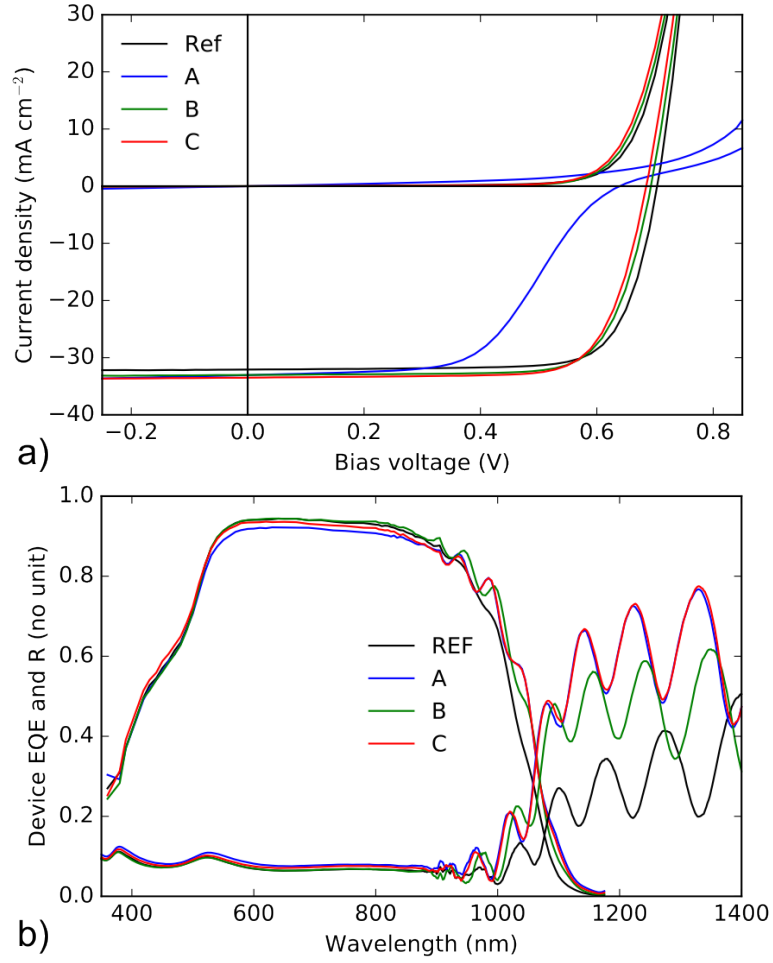 30
20
10
0
−10
−20
−30
−40
Current density (mA cm⁻²)
Ref
A
B
C
−0.2 0.0 0.2 0.4 0.6 0.8
Bias voltage (V)
a)
1.0
0.8
0.6
0.4
0.2
0.0
Device EQE and R (no unit)
REF
A
B
C
400 600 800 1000 1200 1400
Wavelength (nm)
b)